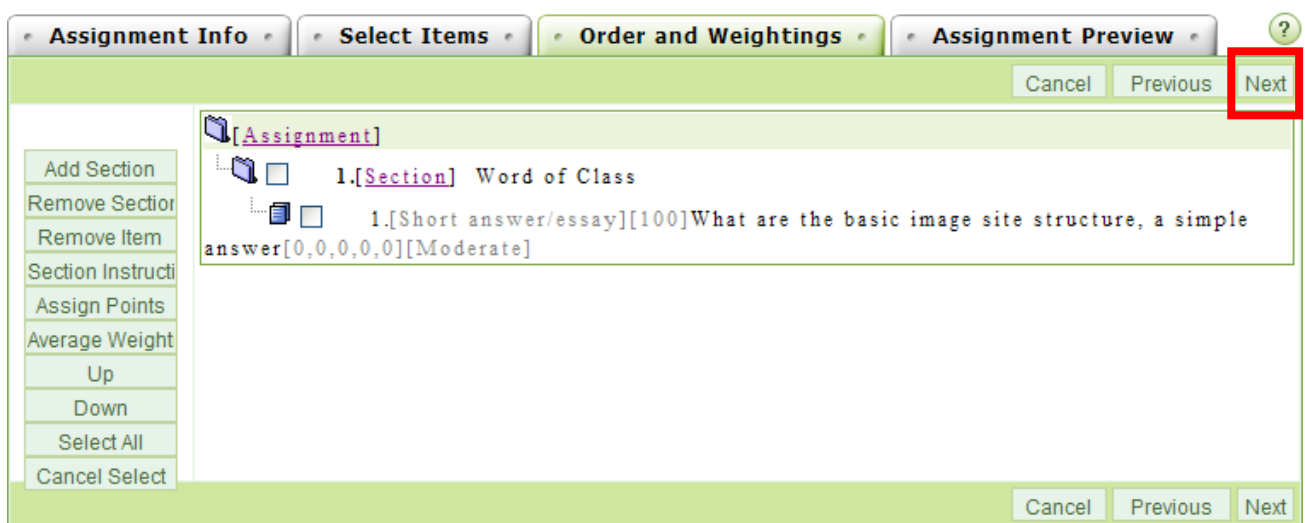 Assignment Info Select Items Order and Weightings Assignment Preview ?
Cancel Previous Next
[Assignment]
1.[Section] Word of Class
1.[Short answer/essay][100]What are the basic image site structure, a simple
answer[0,0,0,0,0][Moderate]
Add Section
Remove Section
Remove Item
Section Instructi
Assign Points
Average Weight
Up
Down
Select All
Cancel Select
Cancel Previous Next